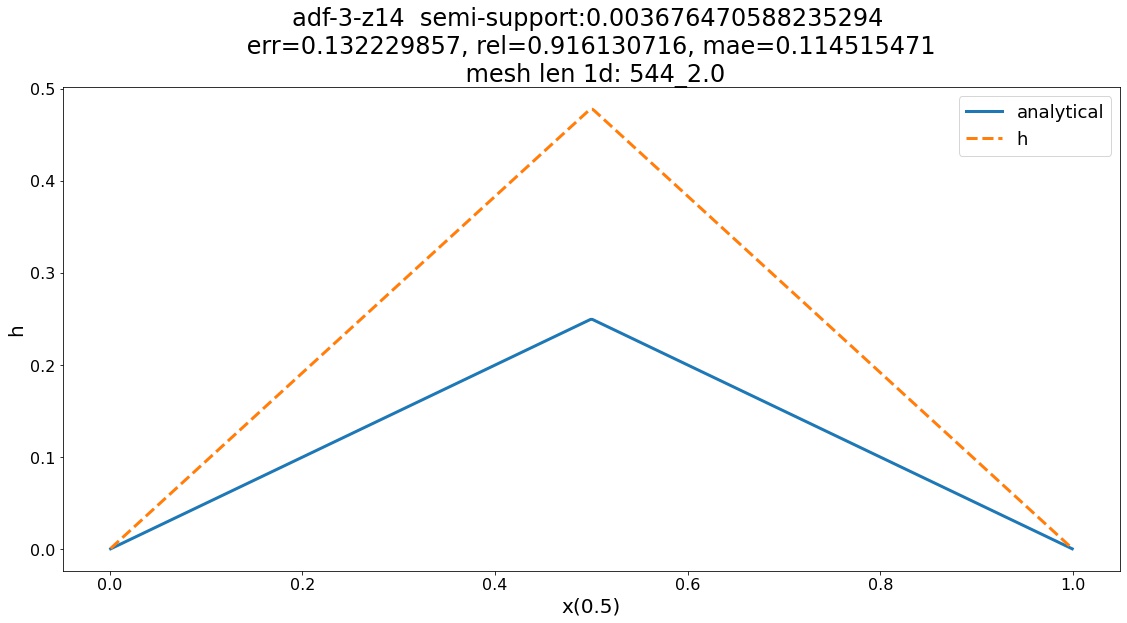 adf-3-z14 semi-support:0.003676470588235294
err=0.132229857, rel=0.916130716, mae=0.114515471
mesh len 1d: 544_2.0
analytical
h
0.5
0.4
0.3
0.2
0.1
0.0
h
0.0 0.2 0.4 0.6 0.8 1.0
x(0.5)